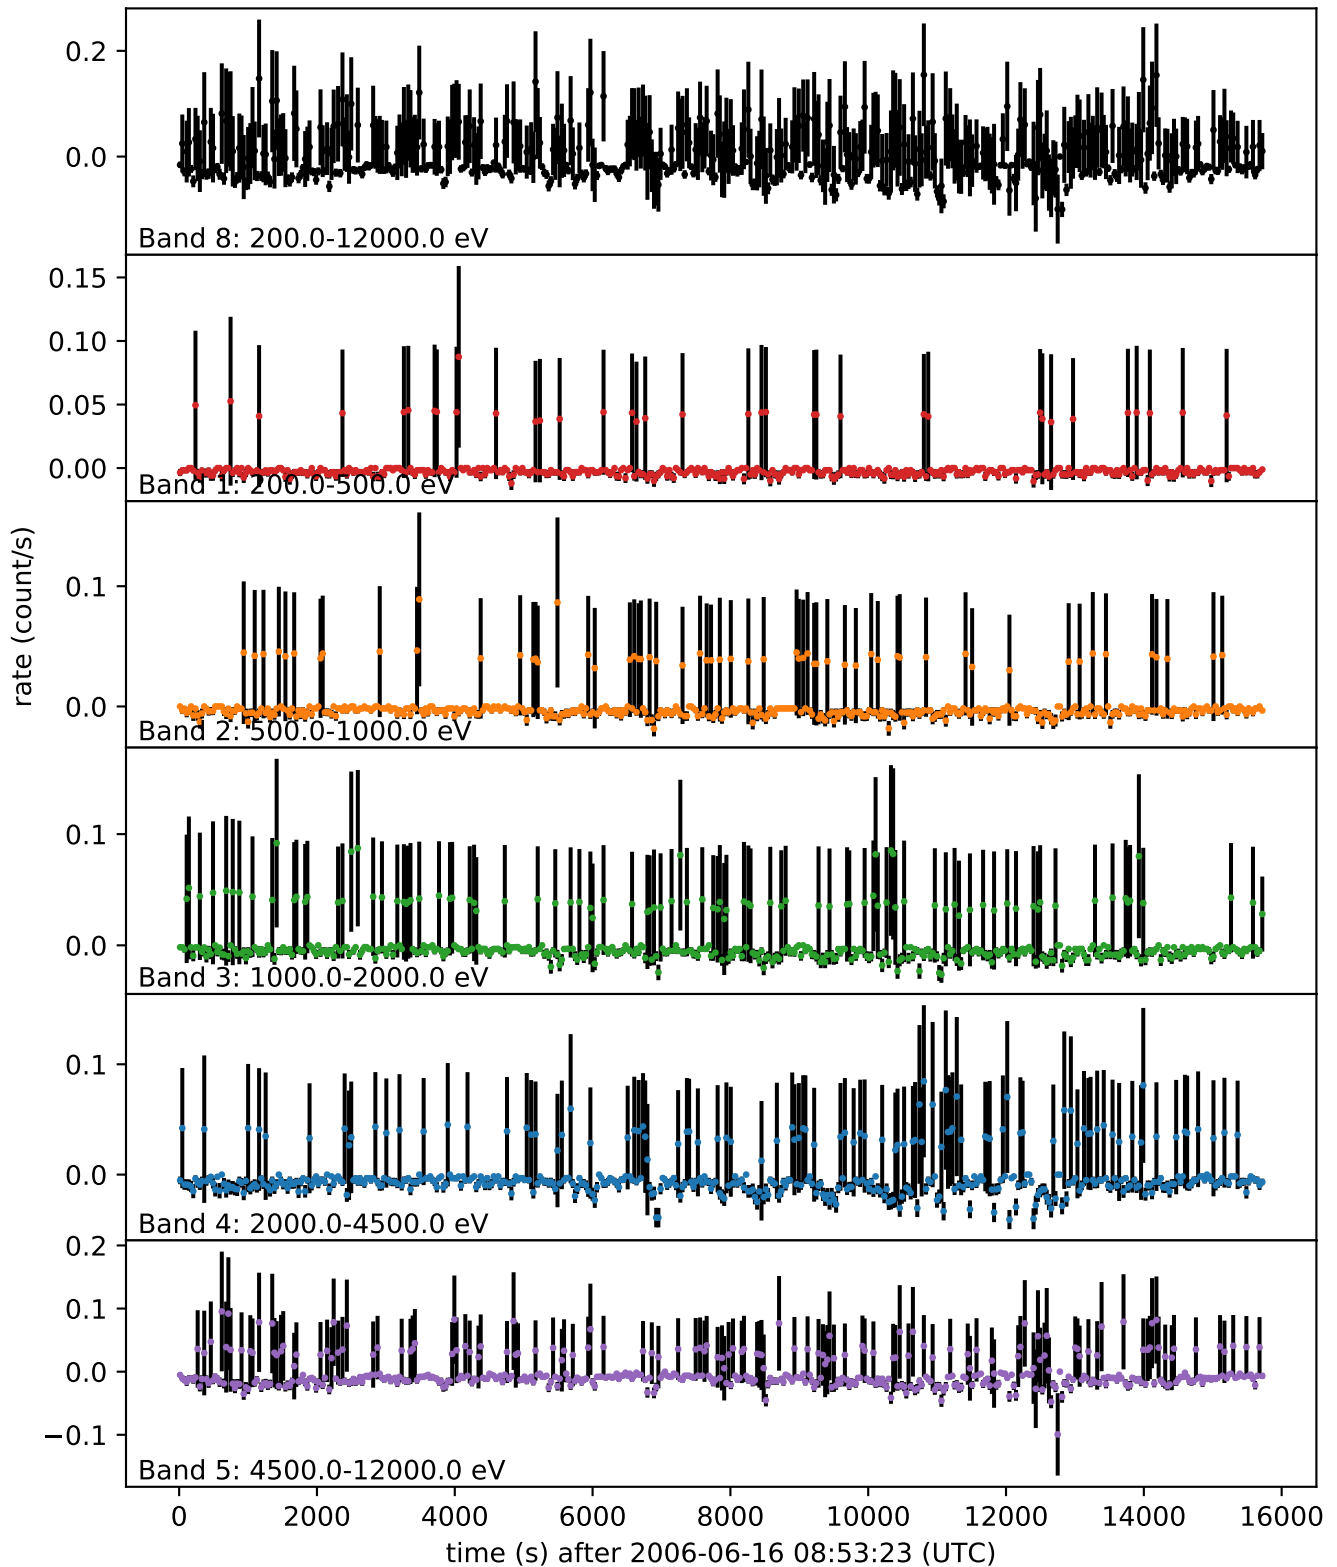 0.2
0.0
Band 8: 200.0-12000.0 eV
0.15
0.10
0.05
0.00
Band 1: 200.0-500.0 eV
0.1
0.0
Band 2: 500.0-1000.0 eV
rate (count/s)
0.1
0.0
Band 3: 1000.0-2000.0 eV
0.1
0.0
Band 4: 2000.0-4500.0 eV
0.2
0.1
0.0
−0.1
Band 5: 4500.0-12000.0 eV
0 2000 4000 6000 8000 10000 12000 14000 16000
time (s) after 2006-06-16 08:53:23 (UTC)